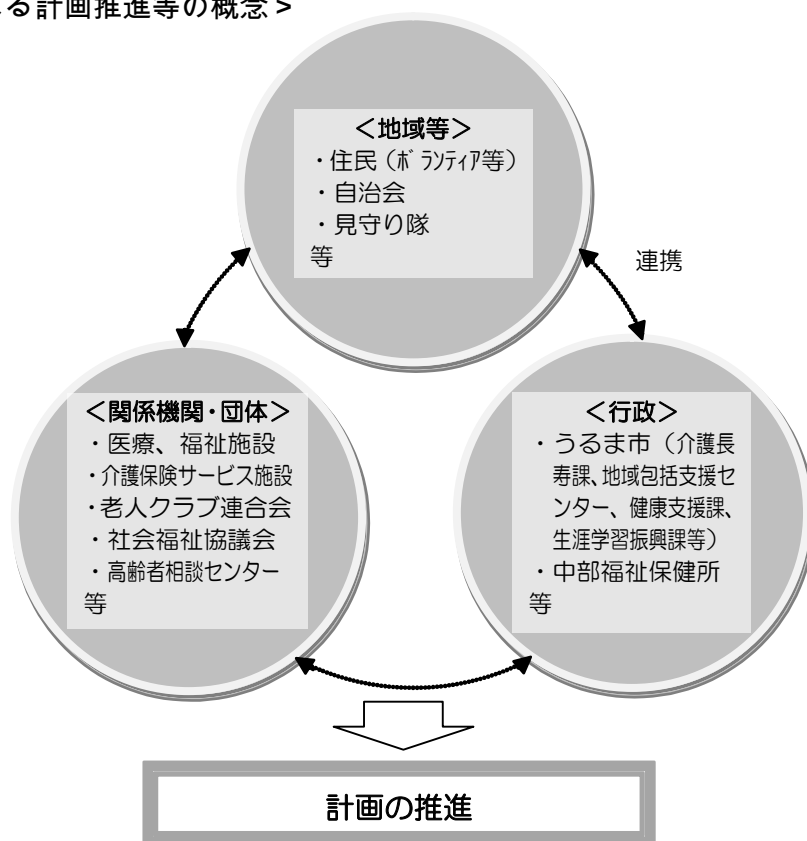 る計画推進等の概念>
<地域等>
・住民（ボランティア等）
・自治会
・見守り隊
等
連携
<関係機関・団体>
・医療、福祉施設
・介護保険サービス施設
・老人クラブ連合会
・社会福祉協議会
・高齢者相談センター
等
<行政>
・うるま市（介護長
寿課、地域包括支援セ
ンター、健康支援課、
生涯学習振興課等）
・中部福祉保健所
等
計画の推進